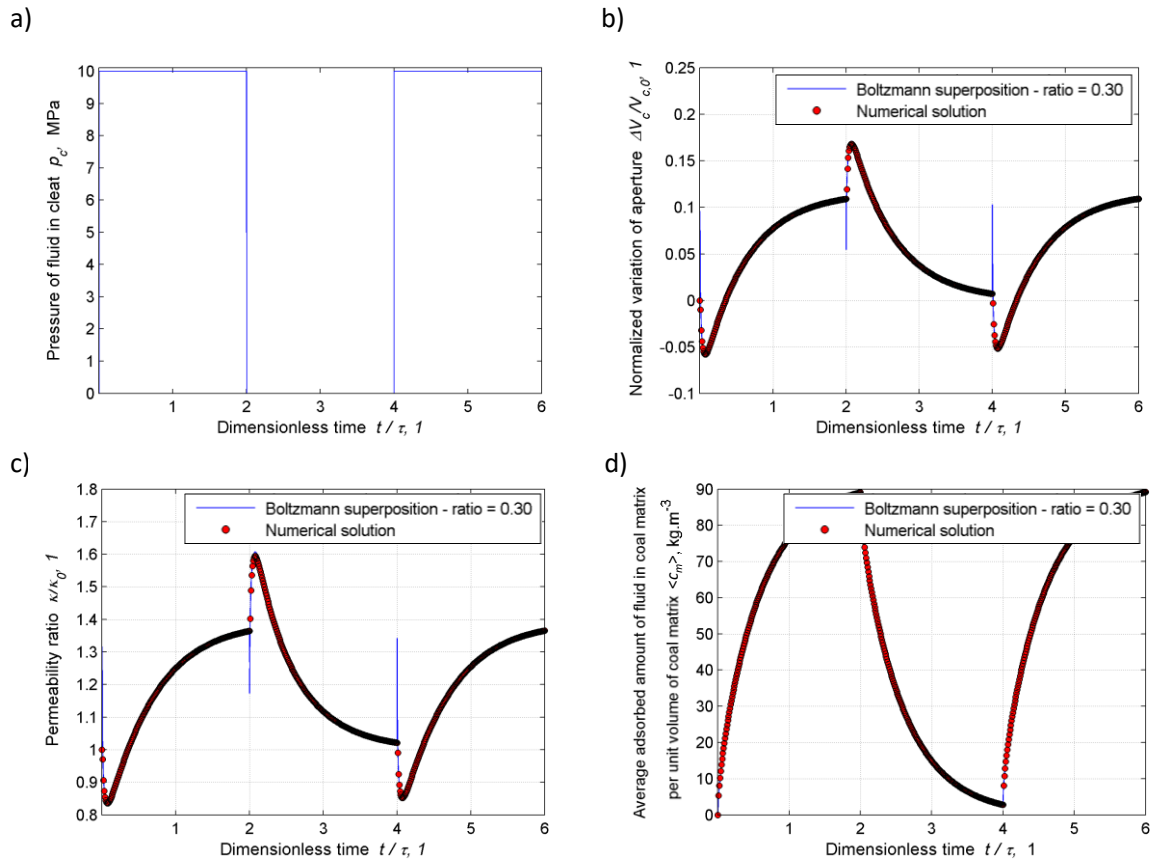 a)
10
9
8
7
6
5
4
3
2
1
0
Pressure of fluid in cleat p_c, MPa
1 2 3 4 5 6
Dimensionless time t / τ, 1
b)
0.25
0.2
0.15
0.1
0.05
0
-0.05
-0.1
Normalized variation of aperture ΔV_c/V_c,0, 1
Boltzmann superposition - ratio = 0.30
Numerical solution
0 1 2 3 4 5 6
Dimensionless time t / τ, 1
c)
1.8
1.7
1.6
1.5
1.4
1.3
1.2
1.1
1
0.9
0.8
Permeability ratio κ/κ_0, 1
Boltzmann superposition - ratio = 0.30
Numerical solution
0 1 2 3 4 5 6
Dimensionless time t / τ, 1
d)
90
80
70
60
50
40
30
20
10
0
Average adsorbed amount of fluid in coal matrix
per unit volume of coal matrix <c_m>, kg.m-3
Boltzmann superposition - ratio = 0.30
Numerical solution
0 1 2 3 4 5 6
Dimensionless time t / τ, 1